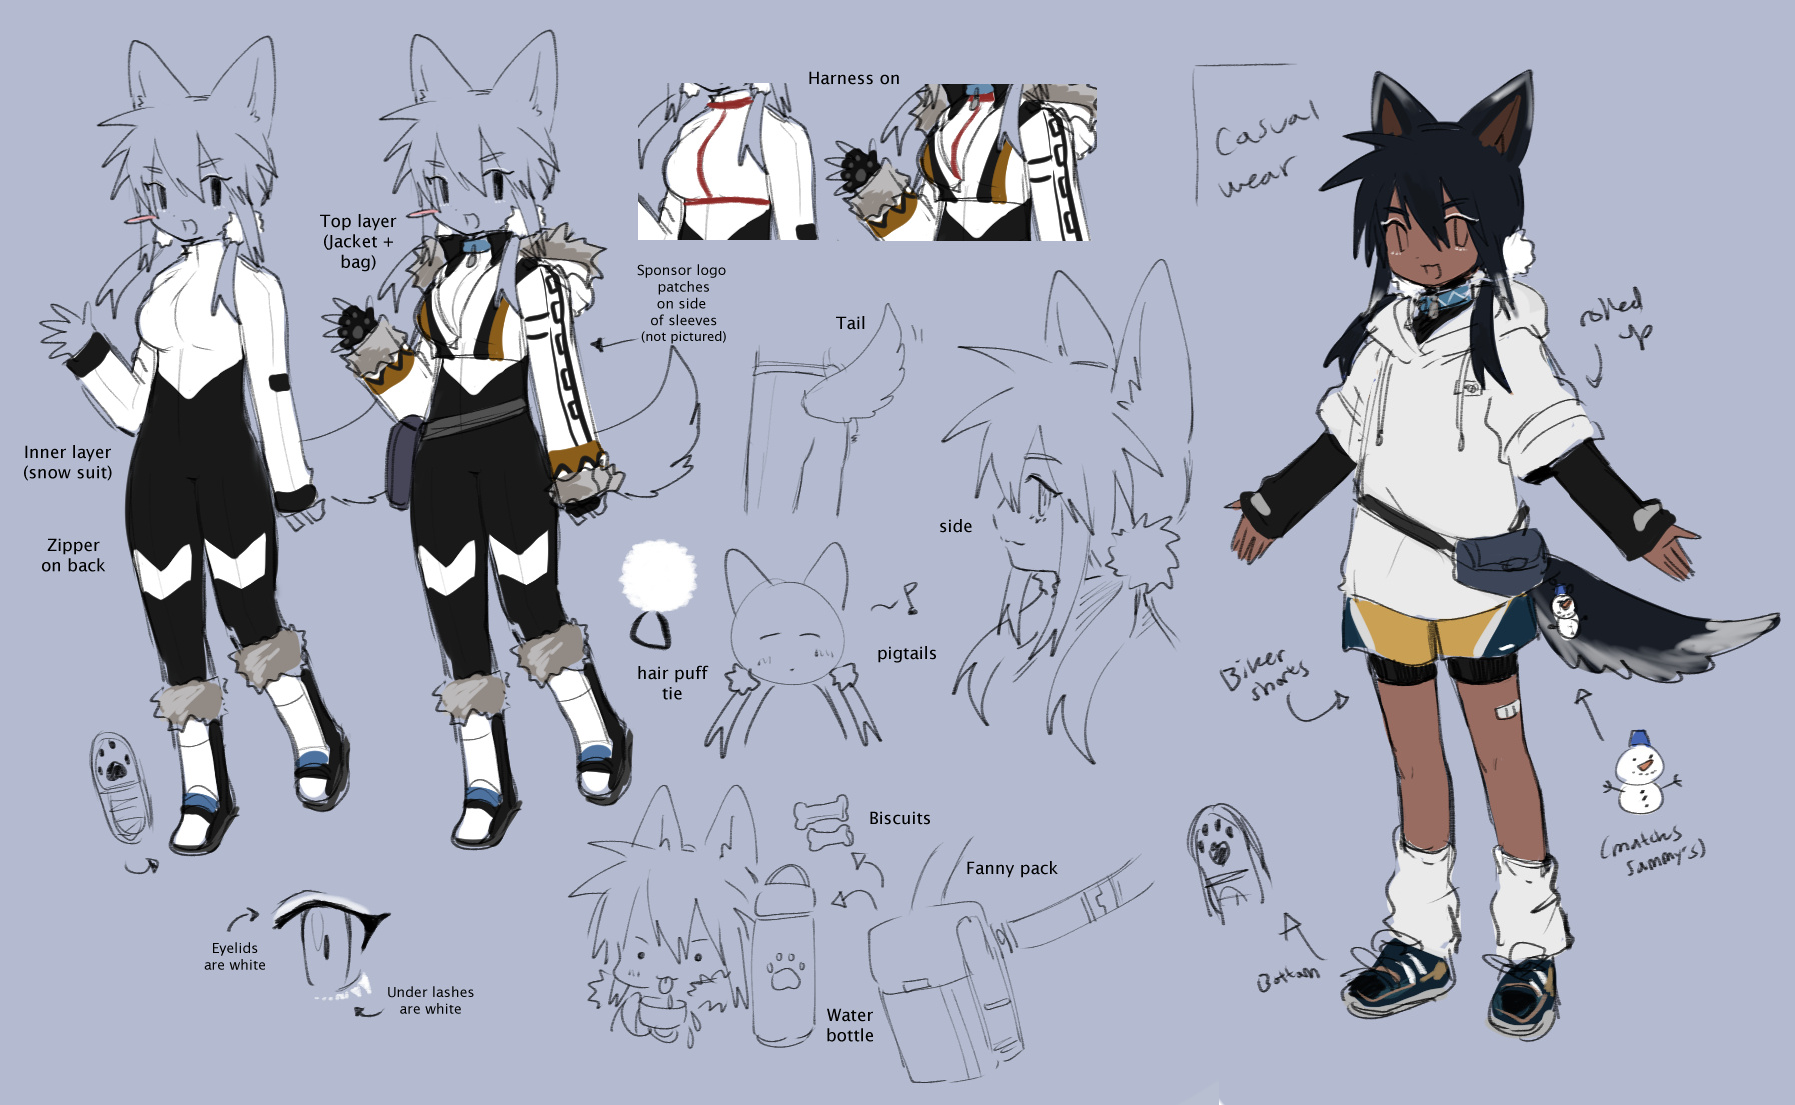 Harness on
Casual
wear
Top layer
(Jacket +
bag)
Sponsor logo
patches
on side
of sleeves
(not pictured)
rolled
up
Tail
Inner layer
(snow suit)
side
Zipper
on back
hair puff
tie
pigtails
Biker
shorts
(matches
Sammy's)
Biscuits
Fanny pack
Eyelids
are white
Bottom
Under lashes
are white
Water
bottle